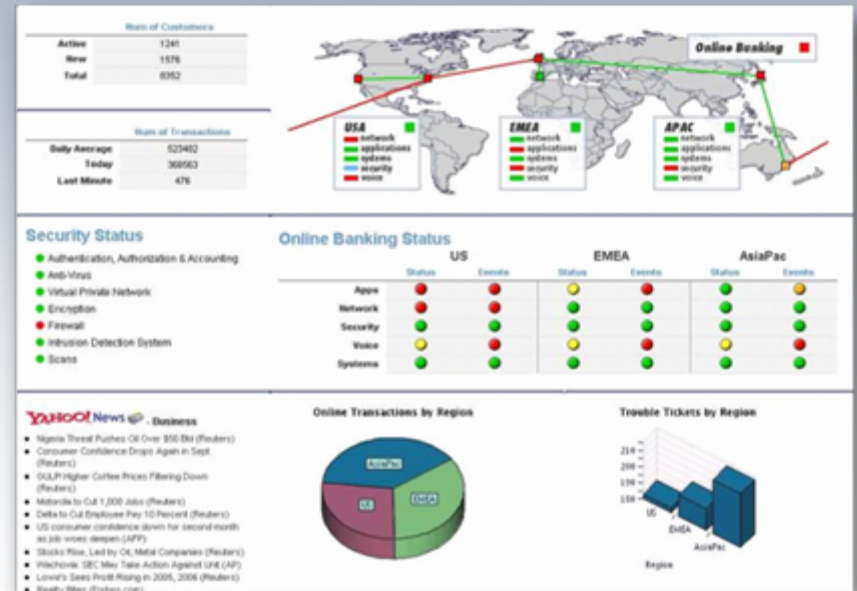 Num of Customers
Active 1241
New 1576
Total 8352
Num of Transactions
Daily Average 523482
Today 368563
Last Minute 476
Online Banking
USA
network
applications
systems
security
voice
EMEA
network
applications
systems
security
voice
APAC
network
applications
systems
security
voice
Security Status
Authentication, Authorization & Accounting
Anti-Virus
Virtual Private Network
Encryption
Firewall
Intrusion Detection System
Scans
Online Banking Status
US EMEA AsiaPac
Status Events Status Events Status Events
Apps
Network
Security
Voice
Systems
YAHOO! News - Business
Nigeria Threat Pushes Oil Over $50 Bbl (Reuters)
Consumer Confidence Drops Again in Sept
(Reuters)
GULP! Higher Coffee Prices Filtering Down
(Reuters)
Motorola to Cut 1,000 Jobs (Reuters)
Delta to Cut Employee Pay 10 Percent (Reuters)
US consumer confidence down for second month
as job woes deepen (AFP)
Stocks Rise, Led by Oil, Metal Companies (Reuters)
Wachovia: SEC May Take Action Against Unit (AP)
Lowe's Sees Profit Rising in 2005, 2006 (Reuters)
Reality Bites (Forbes.com)
Online Transactions by Region
AsiaPac
US
EMEA
Trouble Tickets by Region
210
200
190
180
US
EMEA
AsiaPac
Region